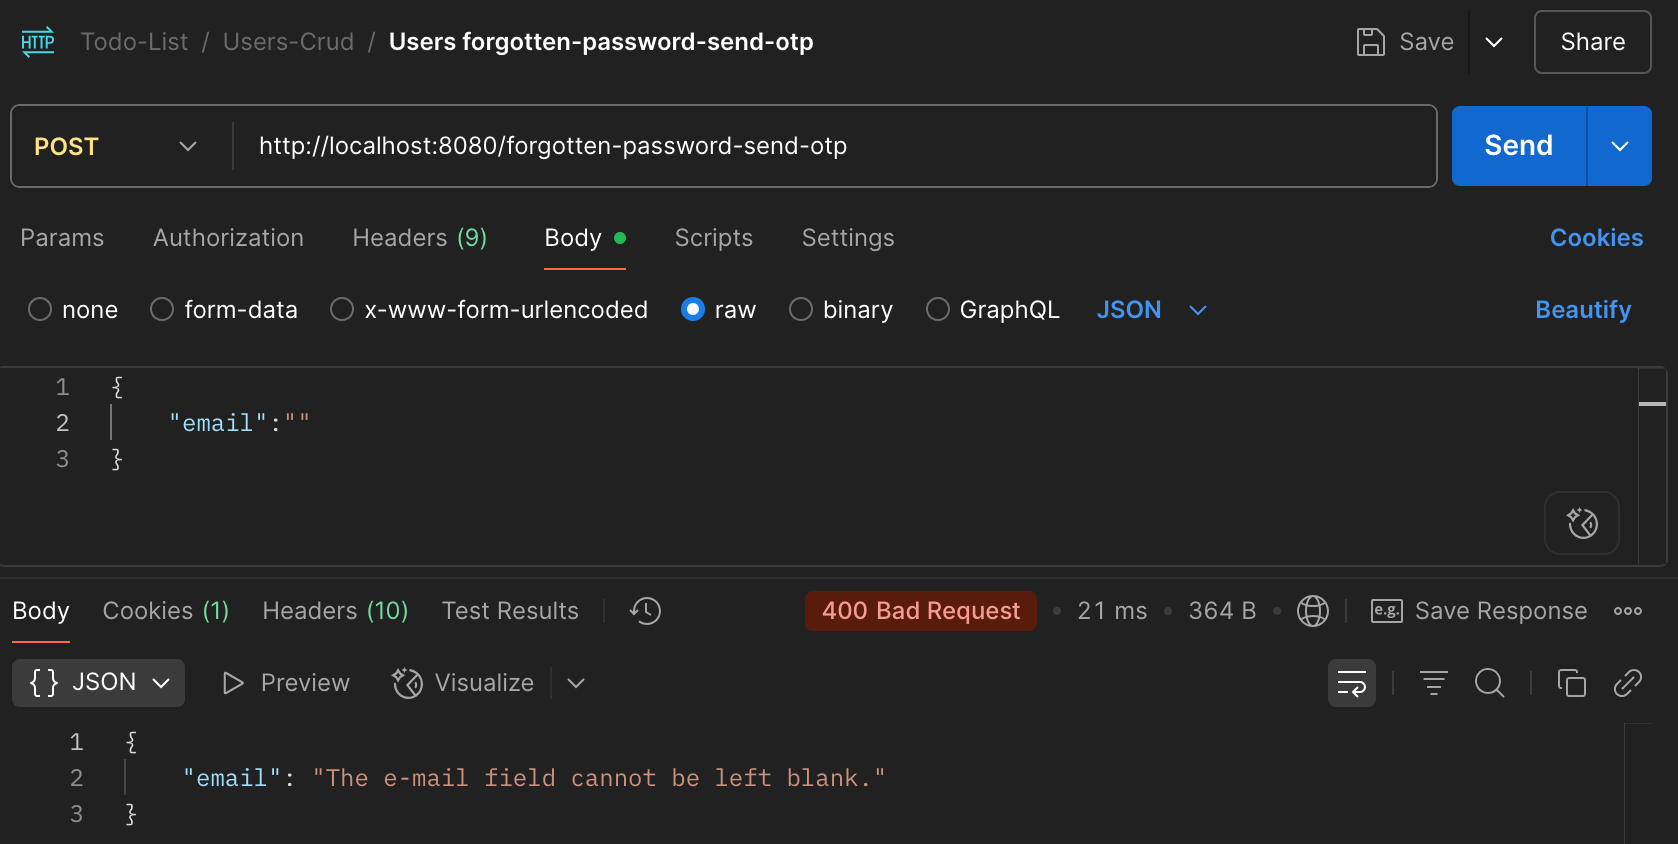 HTTP Todo-List / Users-Crud / Users forgotten-password-send-otp Save Share
POST http://localhost:8080/forgotten-password-send-otp Send
Params Authorization Headers (9) Body Scripts Settings Cookies
none form-data x-www-form-urlencoded raw binary GraphQL JSON Beautify
1 {
2 "email":""
3 }
Body Cookies (1) Headers (10) Test Results 400 Bad Request • 21 ms • 364 B • e.g. Save Response
{} JSON Preview Visualize
1 {
2 "email": "The e-mail field cannot be left blank."
3 }